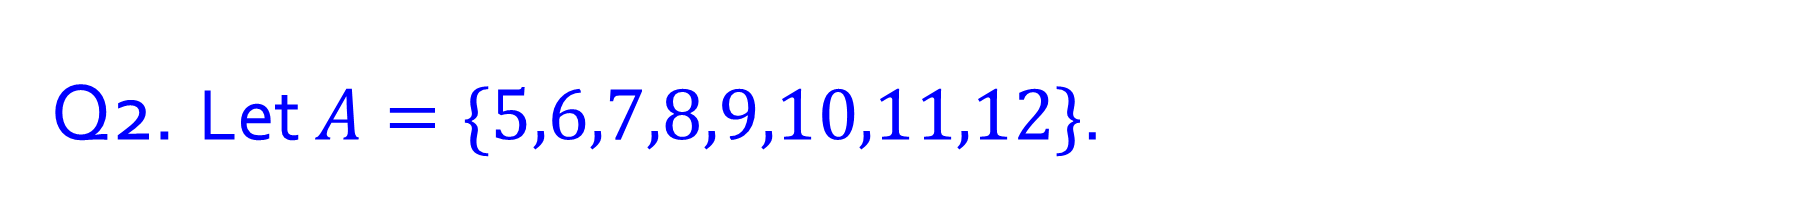 Q2. Let A = {5,6,7,8,9,10,11,12}.